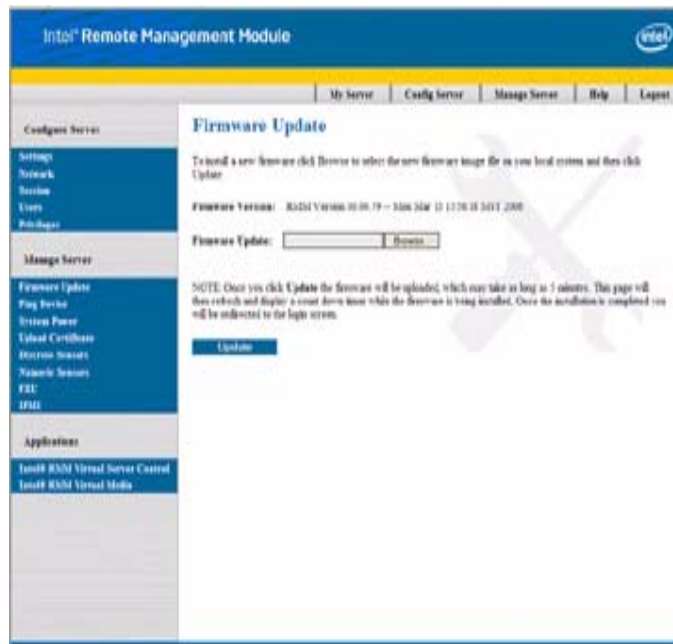 Intel® Remote Management Module
intel
My Server | Config Server | Manage Server | Help | Logout
Configure Server
Settings
Network
Session
Users
Privileges
Manage Server
Firmware Update
Ping Device
System Power
Upload Certificate
Discrete Sensors
Numeric Sensors
FRU
IPMI
Applications
Intel® RMM Virtual Server Control
Intel® RMM Virtual Media
Firmware Update
To install a new firmware click Browse to select the new firmware image file on your local system and then click
Update
Firmware Version: RMM Version -- Mon Mar 13
Firmware Update: Browse
NOTE: Once you click Update the firmware will be uploaded, which may take as long as 5 minutes. This page will
then refresh and display a count down timer while the firmware is being installed. Once the installation is completed you
will be redirected to the login screen.
Update